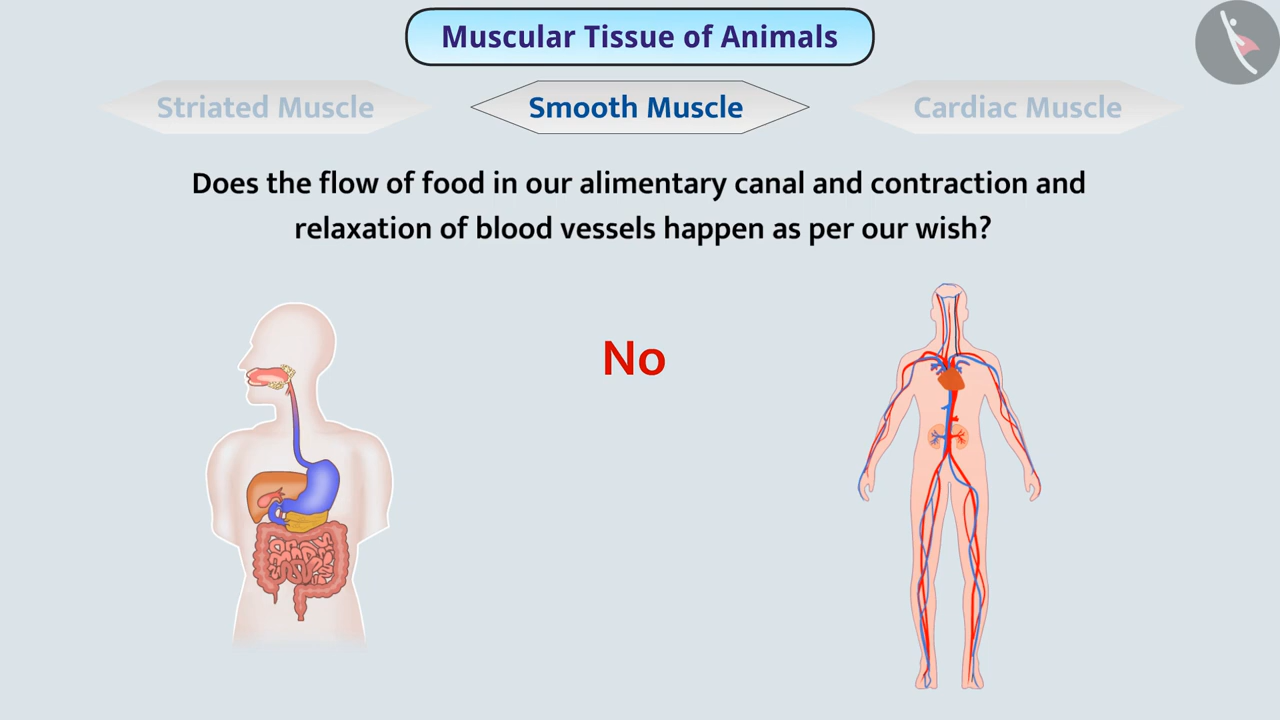 Muscular Tissue of Animals
Striated Muscle
Smooth Muscle
Cardiac Muscle
Does the flow of food in our alimentary canal and contraction and
relaxation of blood vessels happen as per our wish?
No